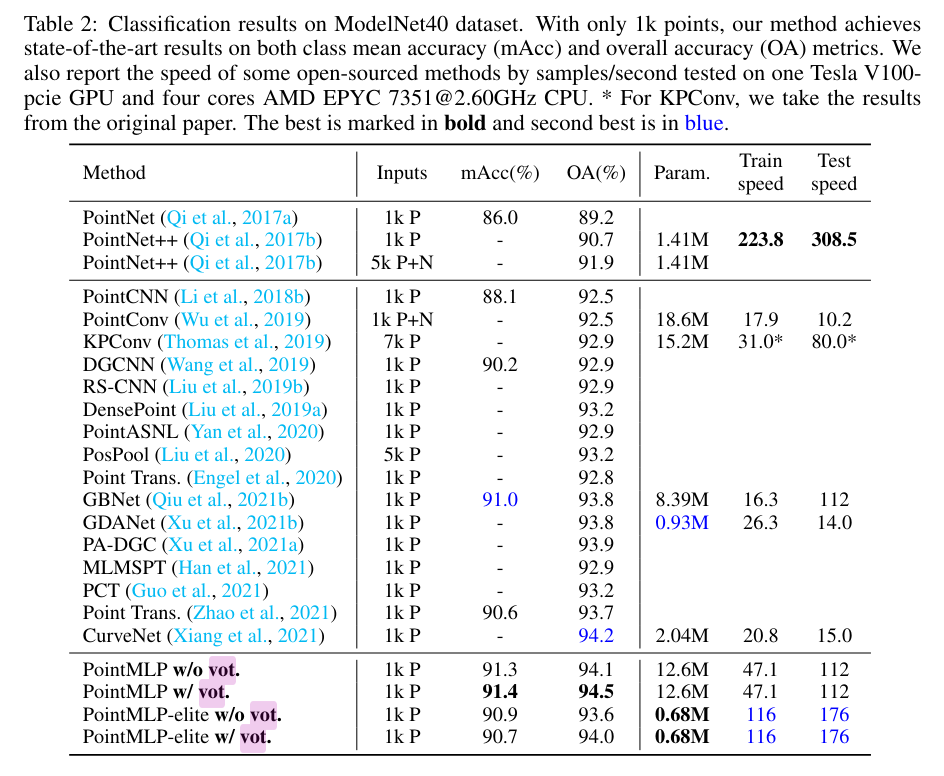 Table 2: Classification results on ModelNet40 dataset. With only 1k points, our method achieves
state-of-the-art results on both class mean accuracy (mAcc) and overall accuracy (OA) metrics. We
also report the speed of some open-sourced methods by samples/second tested on one Tesla V100-
pcie GPU and four cores AMD EPYC 7351@2.60GHz CPU. * For KPConv, we take the results
from the original paper. The best is marked in bold and second best is in blue.
Method Inputs mAcc(%) OA(%) Param. Train speed Test speed
PointNet (Qi et al., 2017a) 1k P 86.0 89.2
PointNet++ (Qi et al., 2017b) 1k P - 90.7 1.41M 223.8 308.5
PointNet++ (Qi et al., 2017b) 5k P+N - 91.9 1.41M
PointCNN (Li et al., 2018b) 1k P 88.1 92.5
PointConv (Wu et al., 2019) 1k P+N - 92.5 18.6M 17.9 10.2
KPConv (Thomas et al., 2019) 7k P - 92.9 15.2M 31.0* 80.0*
DGCNN (Wang et al., 2019) 1k P 90.2 92.9
RS-CNN (Liu et al., 2019b) 1k P - 92.9
DensePoint (Liu et al., 2019a) 1k P - 93.2
PointASNL (Yan et al., 2020) 1k P - 92.9
PosPool (Liu et al., 2020) 5k P - 93.2
Point Trans. (Engel et al., 2020) 1k P - 92.8
GBNet (Qiu et al., 2021b) 1k P 91.0 93.8 8.39M 16.3 112
GDANet (Xu et al., 2021b) 1k P - 93.8 0.93M 26.3 14.0
PA-DGC (Xu et al., 2021a) 1k P - 93.9
MLMSPT (Han et al., 2021) 1k P - 92.9
PCT (Guo et al., 2021) 1k P - 93.2
Point Trans. (Zhao et al., 2021) 1k P 90.6 93.7
CurveNet (Xiang et al., 2021) 1k P - 94.2 2.04M 20.8 15.0
PointMLP w/o vot. 1k P 91.3 94.1 12.6M 47.1 112
PointMLP w/ vot. 1k P 91.4 94.5 12.6M 47.1 112
PointMLP-elite w/o vot. 1k P 90.9 93.6 0.68M 116 176
PointMLP-elite w/ vot. 1k P 90.7 94.0 0.68M 116 176